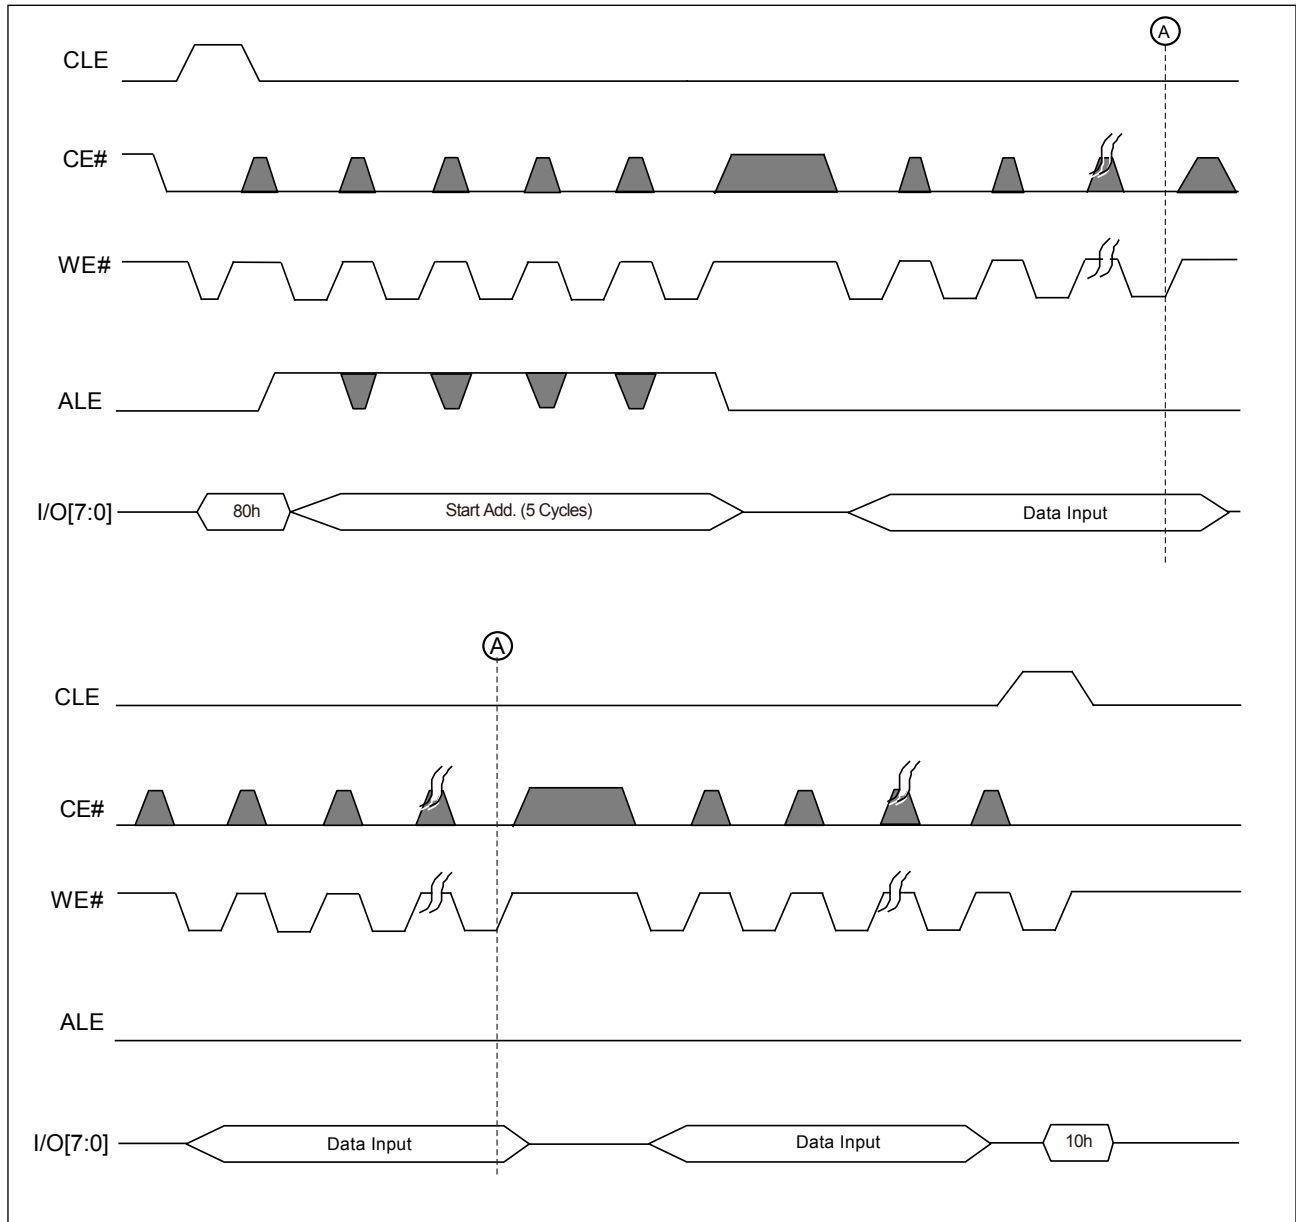 A
CLE
CE#
WE#
ALE
I/O[7:0] 80h Start Add. (5 Cycles) Data Input
A
CLE
CE#
WE#
ALE
I/O[7:0] Data Input Data Input 10h